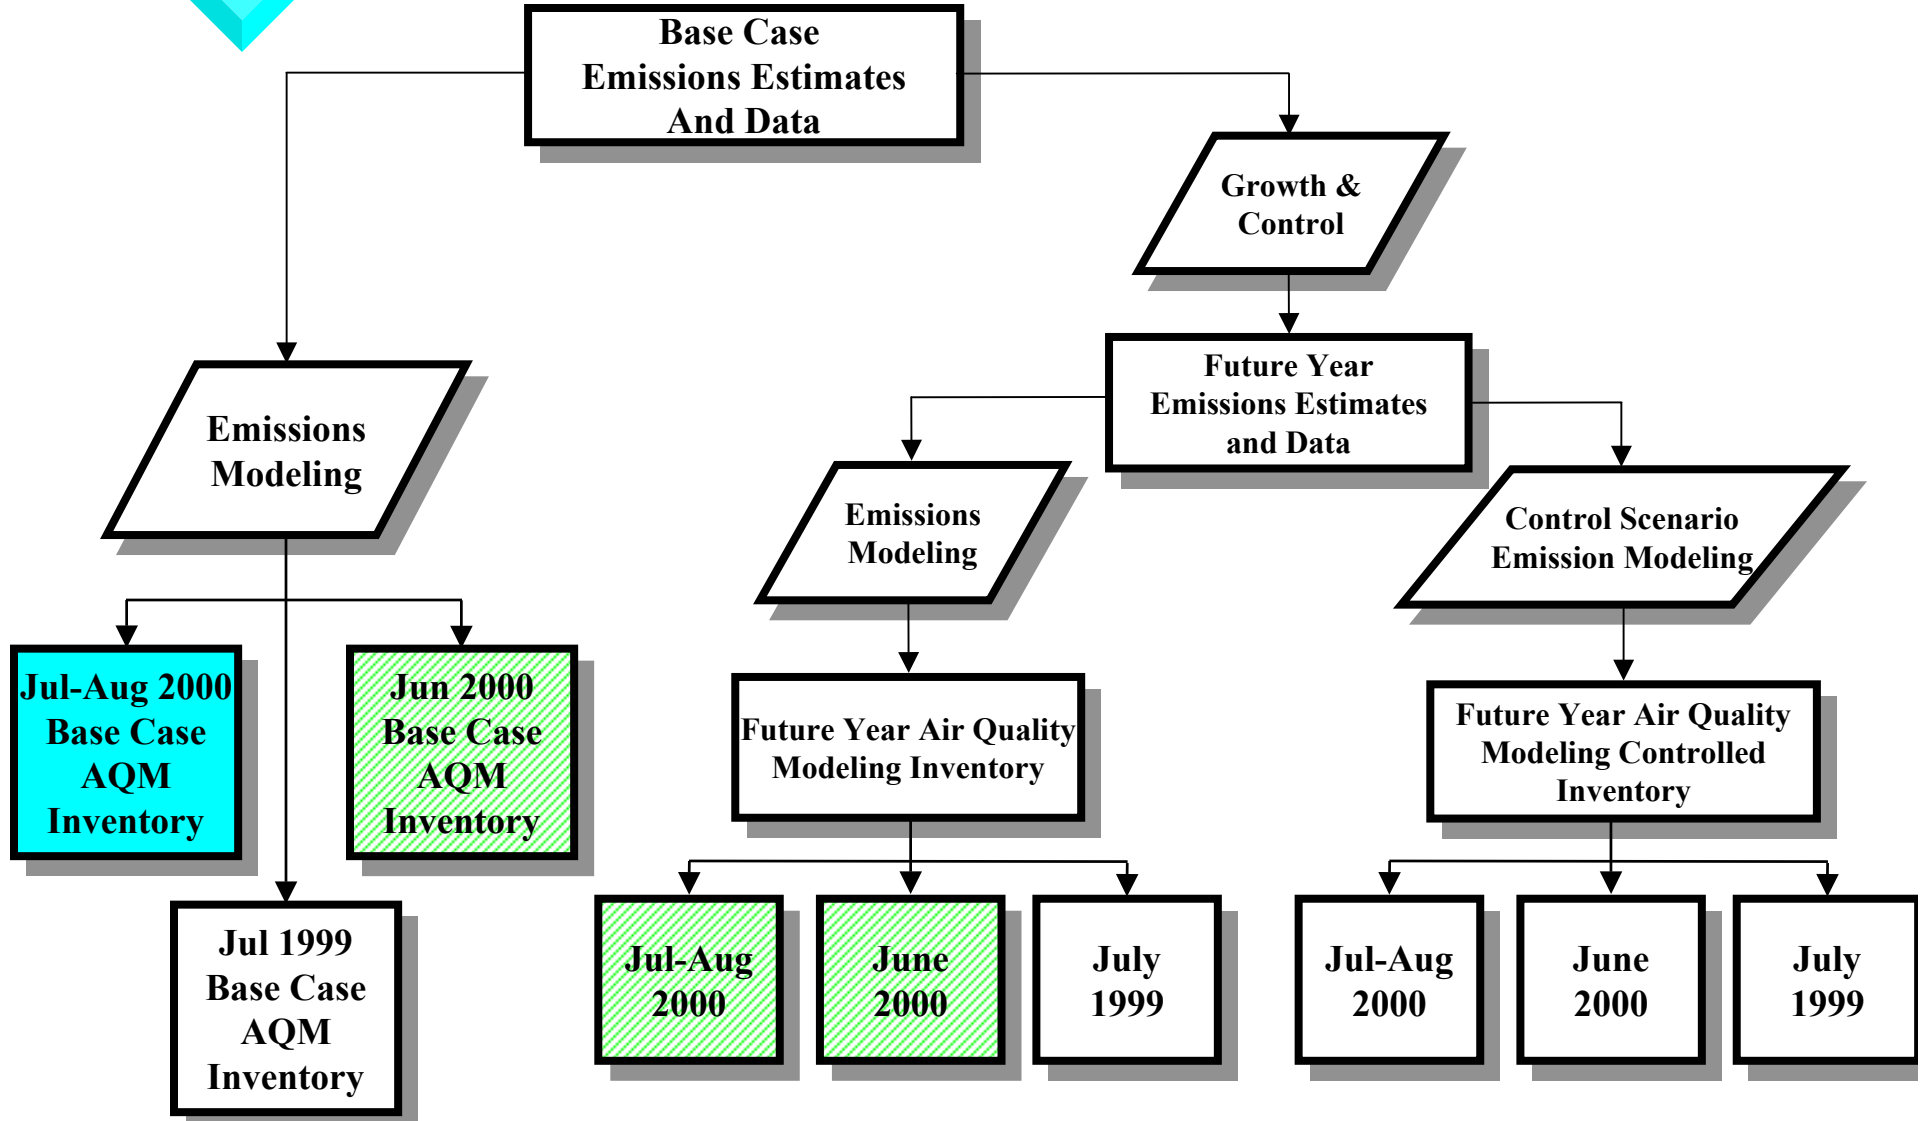 Base Case
Emissions Estimates
And Data
Growth &
Control
Future Year
Emissions Estimates
and Data
Emissions
Modeling
Emissions
Modeling
Control Scenario
Emission Modeling
Jul-Aug 2000
Base Case
AQM
Inventory
Jun 2000
Base Case
AQM
Inventory
Future Year Air Quality
Modeling Inventory
Future Year Air Quality
Modeling Controlled
Inventory
Jul 1999
Base Case
AQM
Inventory
Jul-Aug
2000
June
2000
July
1999
Jul-Aug
2000
June
2000
July
1999